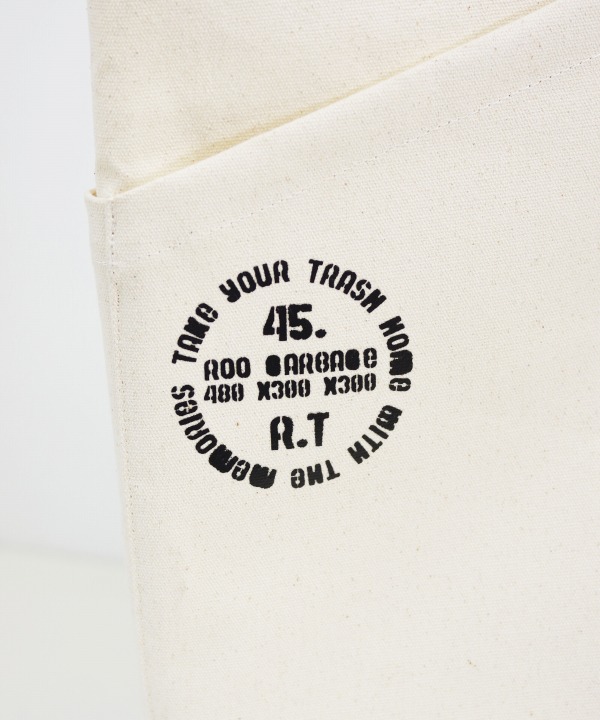 TAKE YOUR TRASH HOME WITH THE MEMORIES
45.
ROO GARBAGE
480 X300 X300
R.T